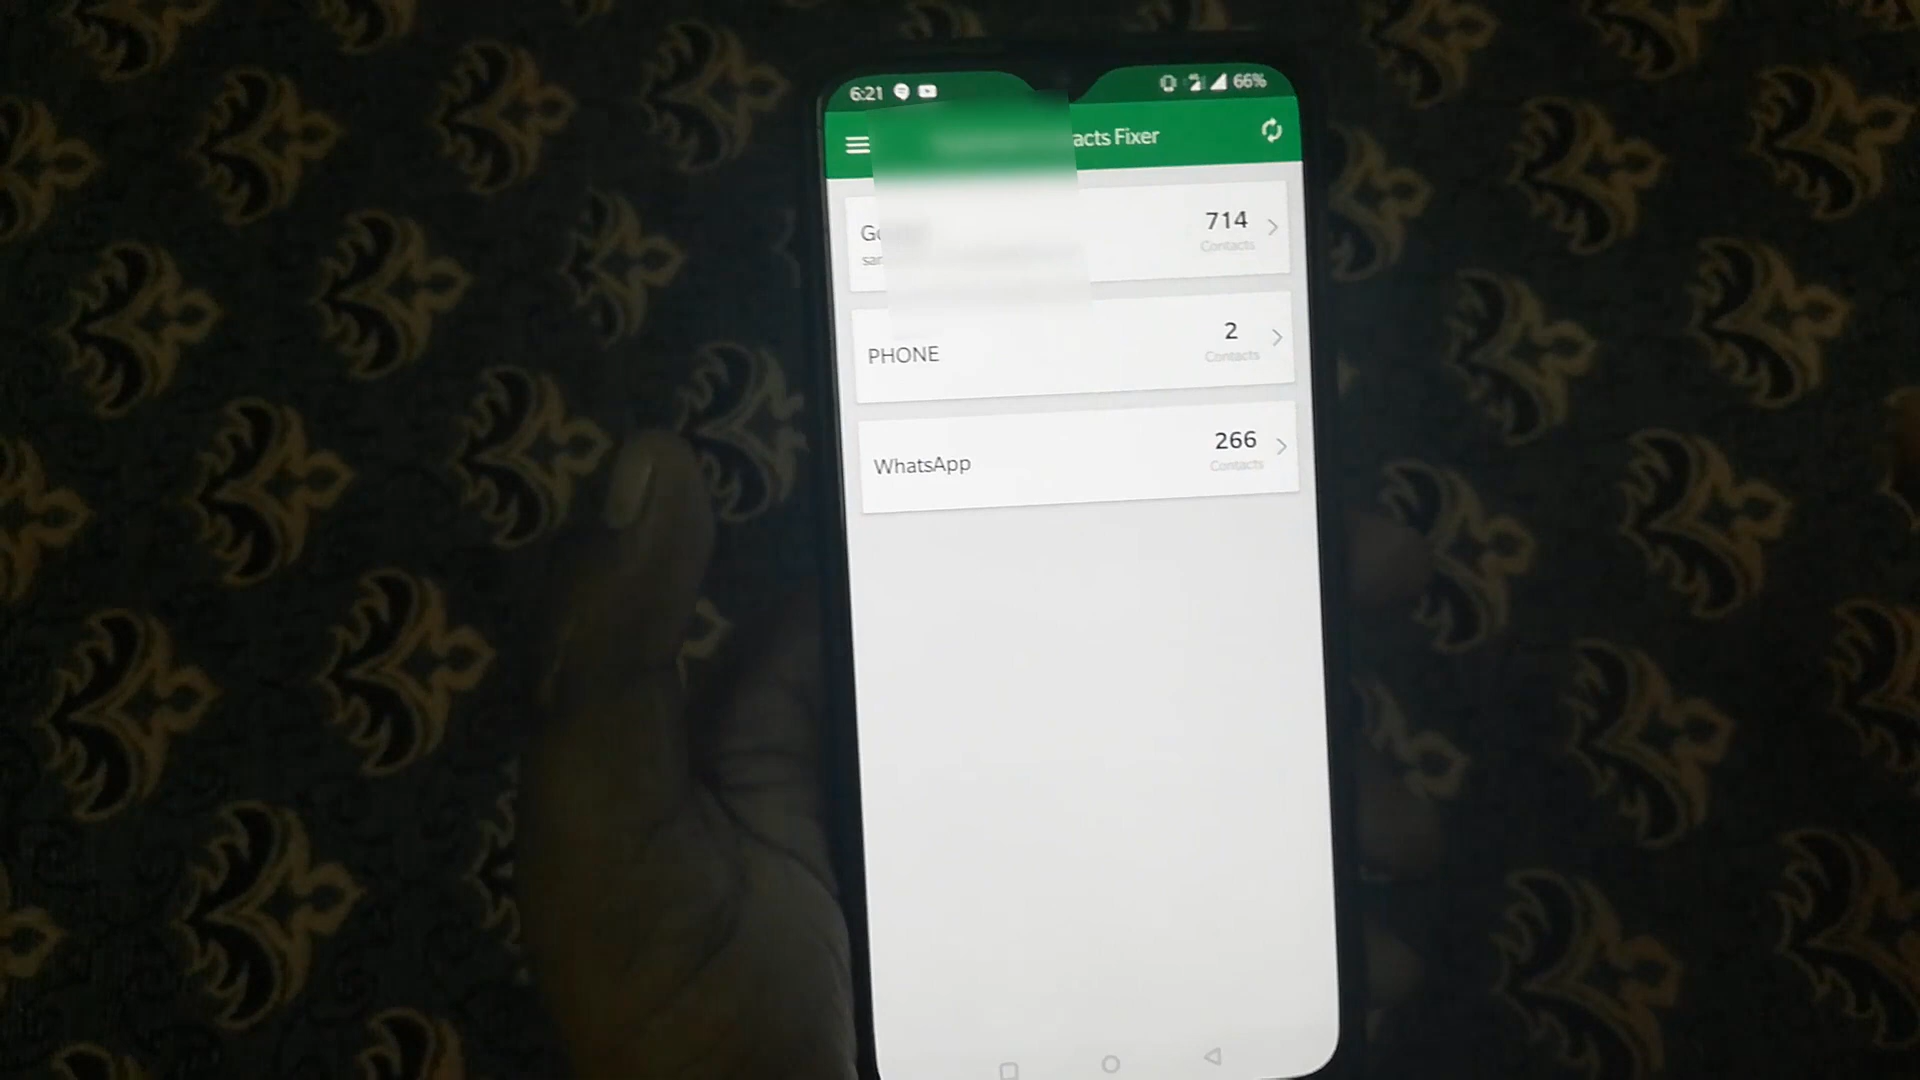 6:21 66%
acts Fixer
714
Contacts
PHONE
2
Contacts
WhatsApp
266
Contacts